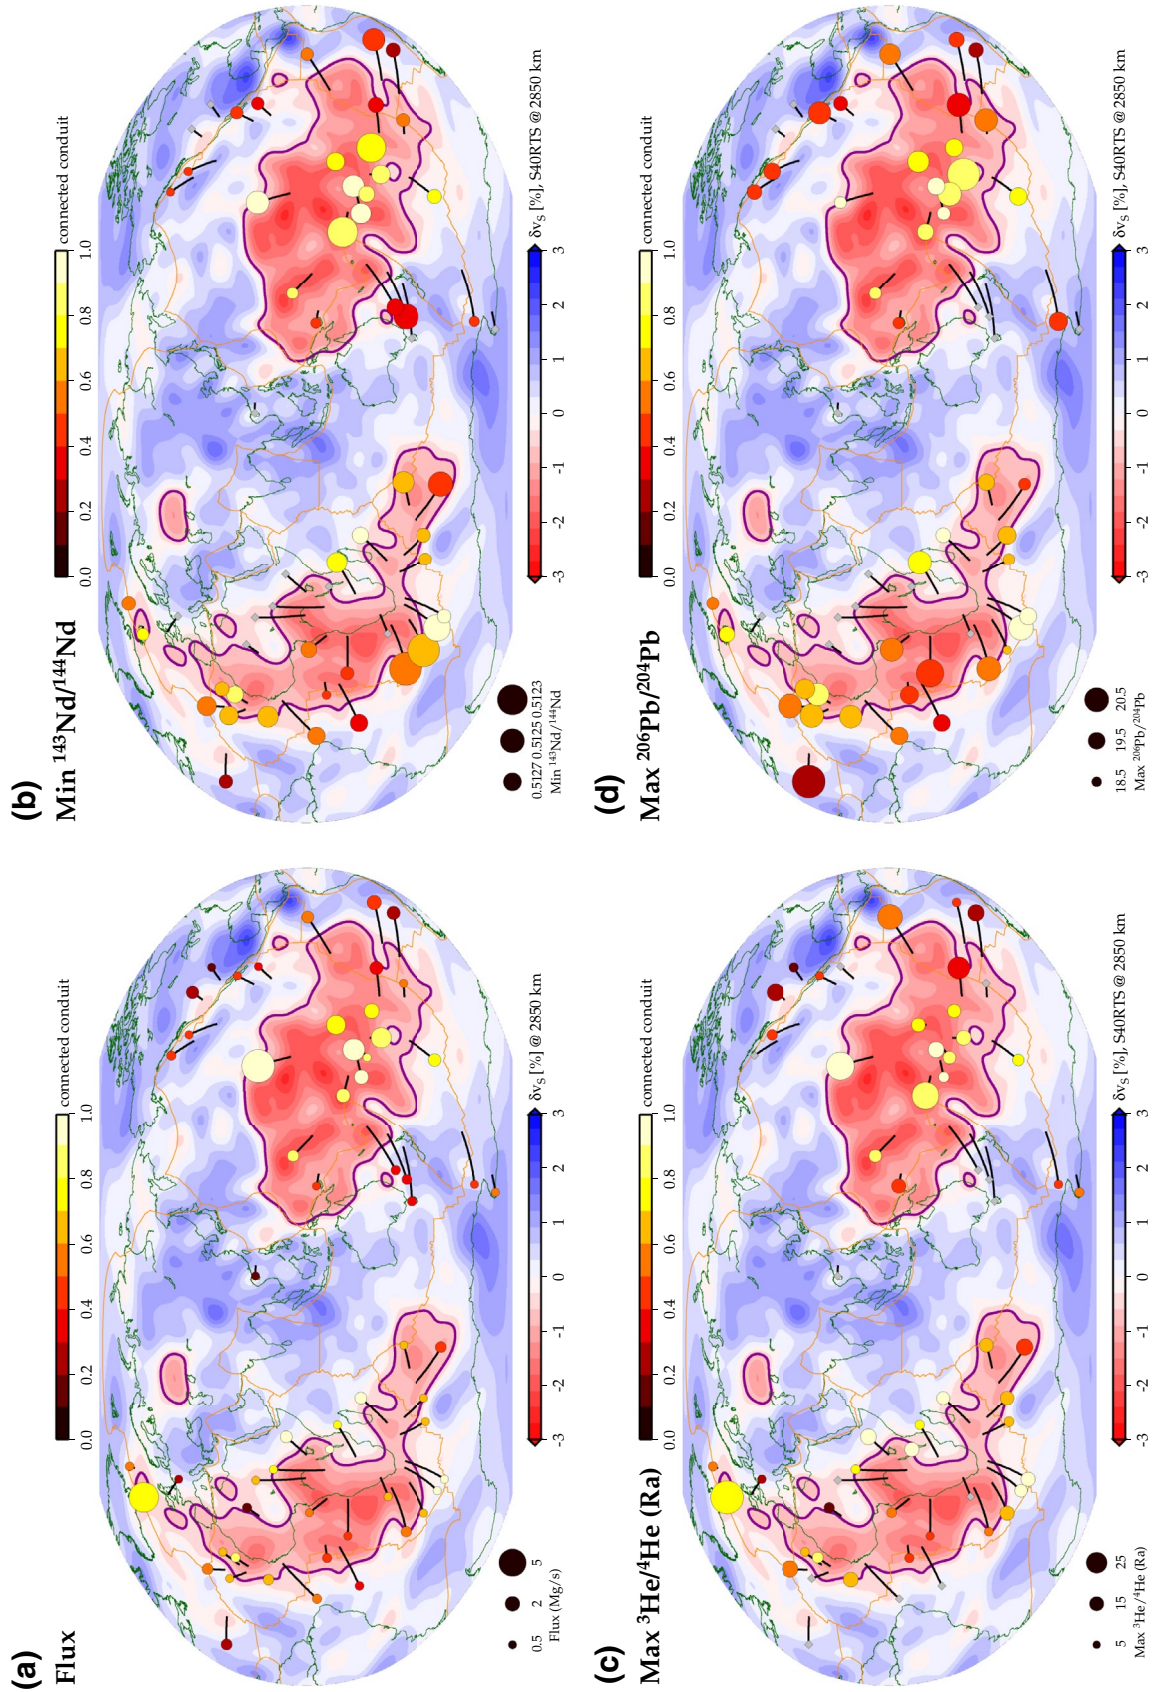 (a)
Flux
0.0 0.2 0.4 0.6 0.8 1.0 connected conduit
0.5 2 5
Flux (Mg/s)
-3 -2 -1 0 1 2 3 δvS [%] @ 2850 km
(b)
Min 143Nd/144Nd
0.0 0.2 0.4 0.6 0.8 1.0 connected conduit
0.5127 0.5125 0.5123
Min 143Nd/144Nd
-3 -2 -1 0 1 2 3 δvS [%], S40RTS @ 2850 km
(c)
Max 3He/4He (Ra)
0.0 0.2 0.4 0.6 0.8 1.0 connected conduit
5 15 25
Max 3He/4He (Ra)
-3 -2 -1 0 1 2 3 δvS [%], S40RTS @ 2850 km
(d)
Max 206Pb/204Pb
0.0 0.2 0.4 0.6 0.8 1.0 connected conduit
18.5 19.5 20.5
Max 206Pb/204Pb
-3 -2 -1 0 1 2 3 δvS [%], S40RTS @ 2850 km